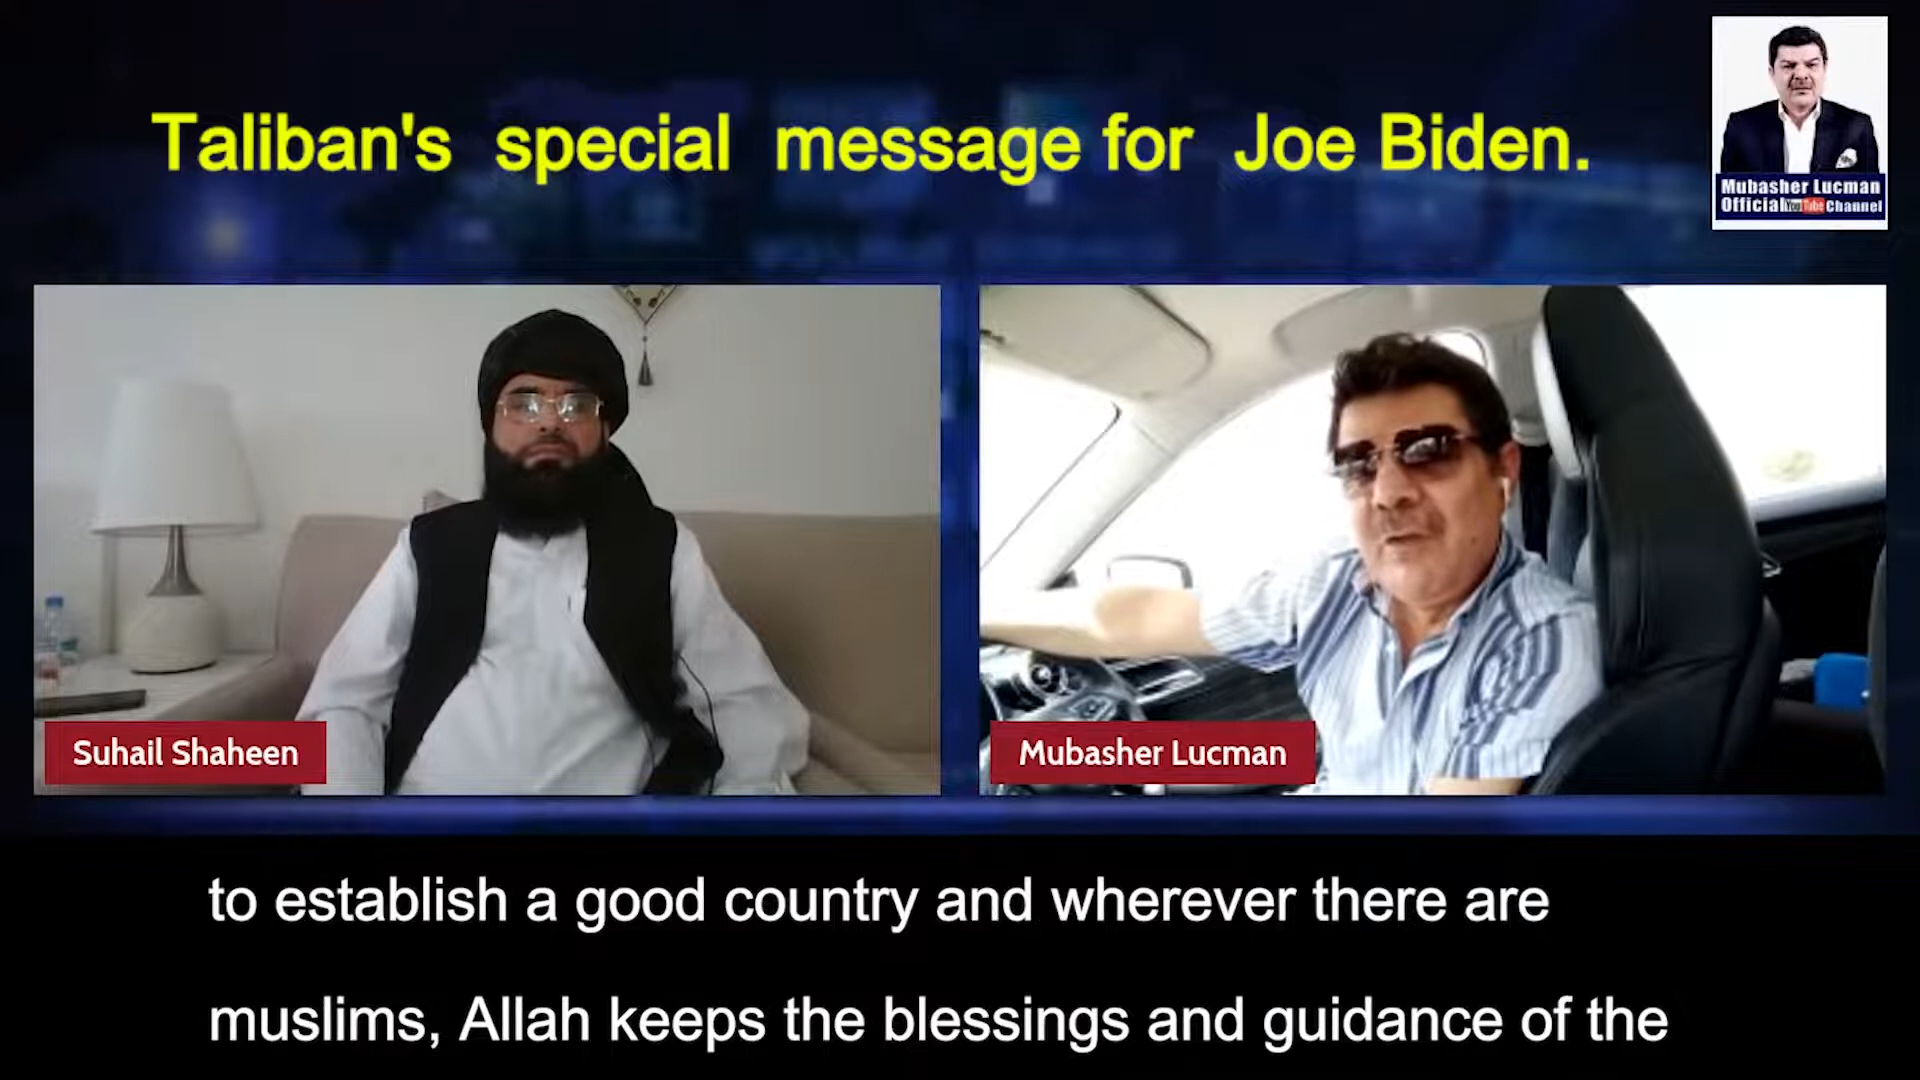 Taliban's special message for Joe Biden.
Mubasher Lucman
Official YouTube Channel
Suhail Shaheen
Mubasher Lucman
to establish a good country and wherever there are
muslims, Allah keeps the blessings and guidance of the